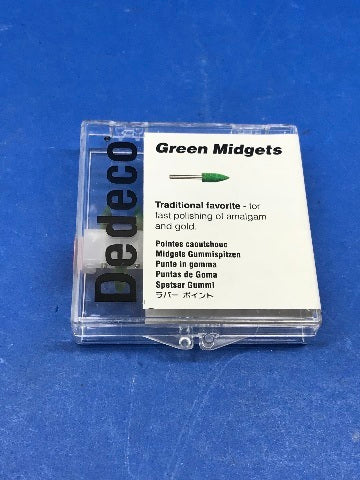 Dedeco®
Green Midgets
Traditional favorite - for
fast polishing of amalgam
and gold.
Pointes caoutchouc
Midgets Gummispitzen
Punte in gomma
Puntas de Goma
Spetsar Gummi
ラバー ポイント